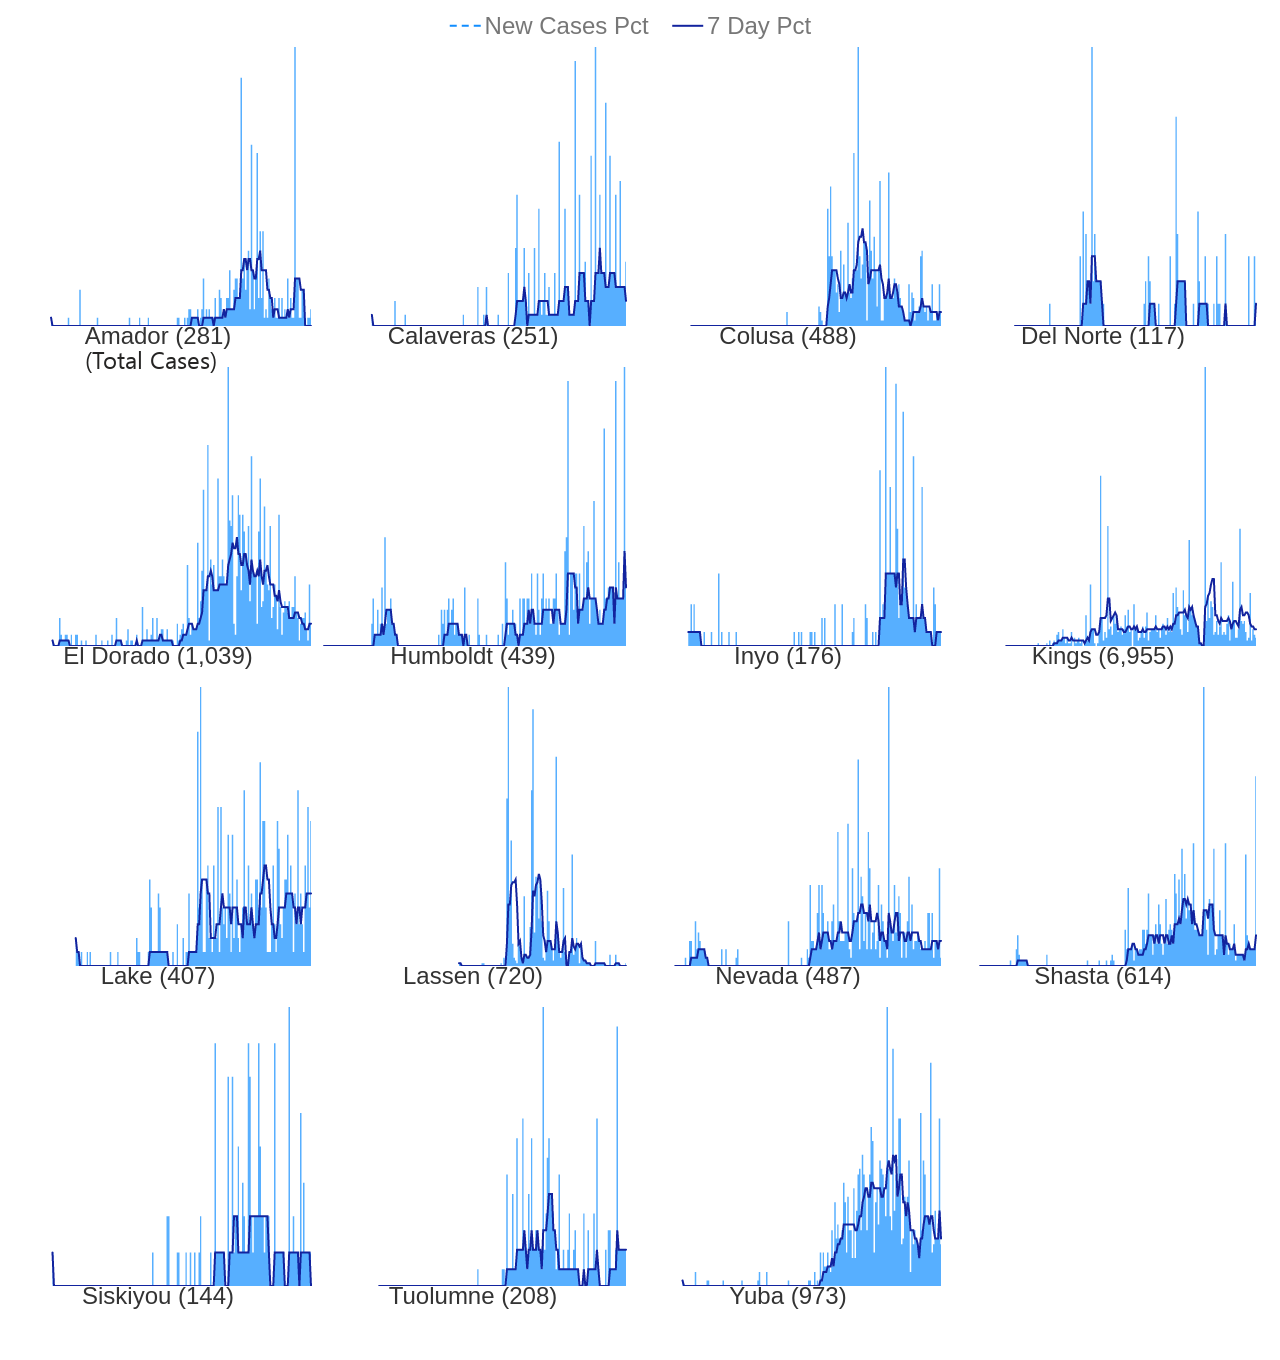 New Cases Pct 7 Day Pct
Amador (281) Calaveras (251) Colusa (488) Del Norte (117)
(Total Cases)
El Dorado (1,039) Humboldt (439) Inyo (176) Kings (6,955)
Lake (407) Lassen (720) Nevada (487) Shasta (614)
Siskiyou (144) Tuolumne (208) Yuba (973)